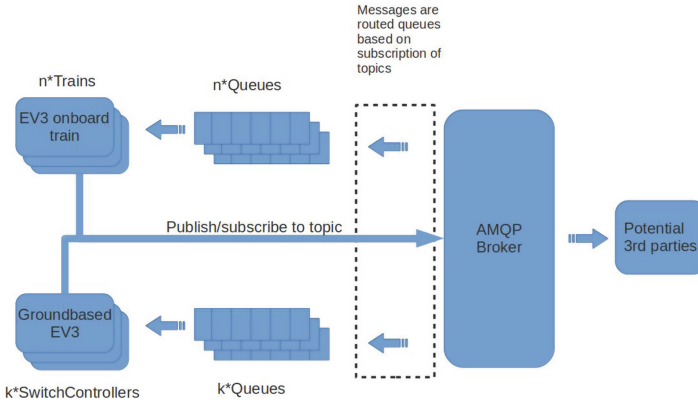 Messages are
routed queues
based on
subscription of
topics
n*Trains
n*Queues
EV3 onboard
train
Publish/subscribe to topic
AMQP
Broker
Potential
3rd parties
Groundbased
EV3
k*SwitchControllers
k*Queues